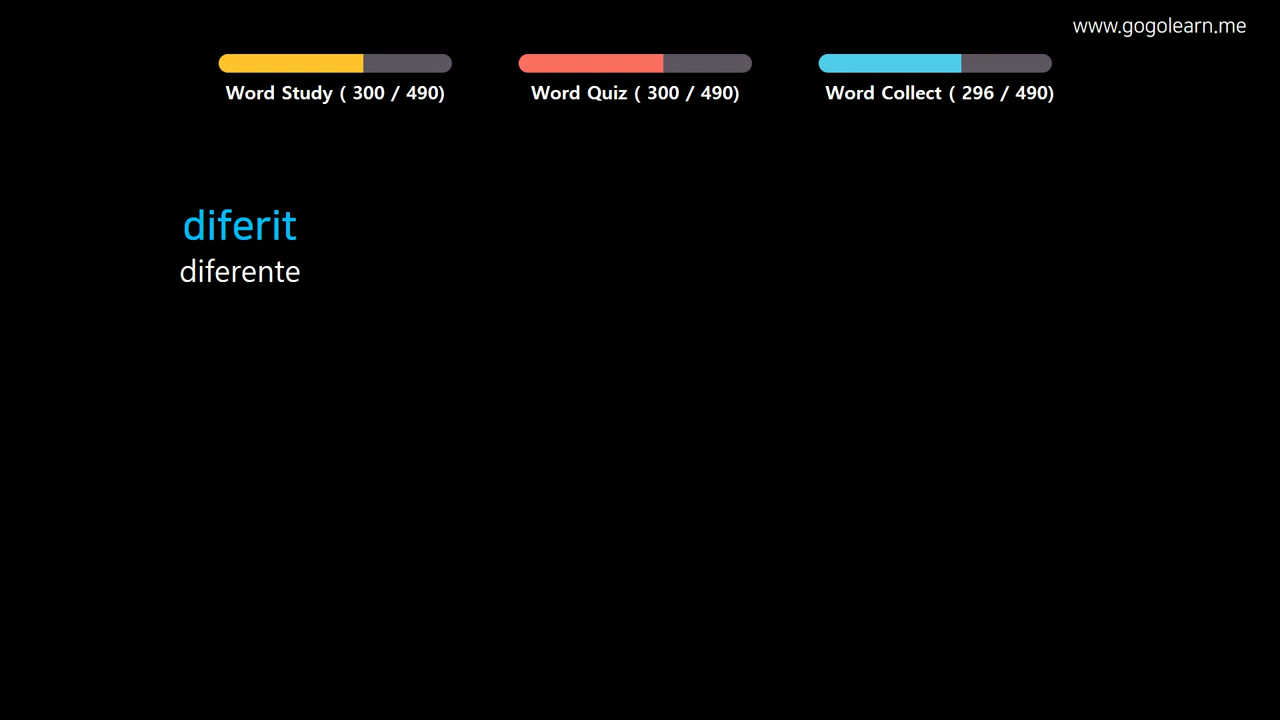 www.gogolearn.me
Word Study ( 300 / 490)
Word Quiz ( 300 / 490)
Word Collect ( 296 / 490)
diferit
diferente